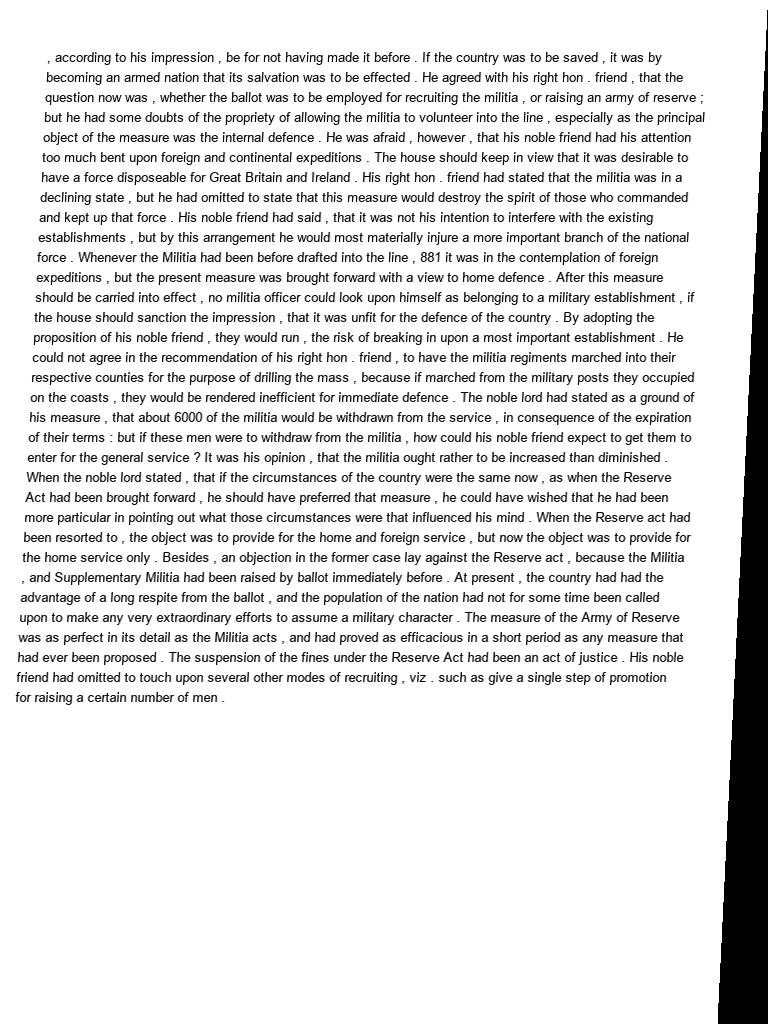 , according to his impression , be for not having made it before . If the country was to be saved , it was by
becoming an armed nation that its salvation was to be effected . He agreed with his right hon . friend , that the
question now was , whether the ballot was to be employed for recruiting the militia , or raising an army of reserve ;
but he had some doubts of the propriety of allowing the militia to volunteer into the line , especially as the principal
object of the measure was the internal defence . He was afraid , however , that his noble friend had his attention
too much bent upon foreign and continental expeditions . The house should keep in view that it was desirable to
have a force disposeable for Great Britain and Ireland . His right hon . friend had stated that the militia was in a
declining state , but he had omitted to state that this measure would destroy the spirit of those who commanded
and kept up that force . His noble friend had said , that it was not his intention to interfere with the existing
establishments , but by this arrangement he would most materially injure a more important branch of the national
force . Whenever the Militia had been before drafted into the line , 881 it was in the contemplation of foreign
expeditions , but the present measure was brought forward with a view to home defence . After this measure
should be carried into effect , no militia officer could look upon himself as belonging to a military establishment , if
the house should sanction the impression , that it was unfit for the defence of the country . By adopting the
proposition of his noble friend , they would run , the risk of breaking in upon a most important establishment . He
could not agree in the recommendation of his right hon . friend , to have the militia regiments marched into their
respective counties for the purpose of drilling the mass , because if marched from the military posts they occupied
on the coasts , they would be rendered inefficient for immediate defence . The noble lord had stated as a ground of
his measure , that about 6000 of the militia would be withdrawn from the service , in consequence of the expiration
of their terms : but if these men were to withdraw from the militia , how could his noble friend expect to get them to
enter for the general service ? It was his opinion , that the militia ought rather to be increased than diminished .
When the noble lord stated , that if the circumstances of the country were the same now , as when the Reserve
Act had been brought forward , he should have preferred that measure , he could have wished that he had been
more particular in pointing out what those circumstances were that influenced his mind . When the Reserve act had
been resorted to , the object was to provide for the home and foreign service , but now the object was to provide for
the home service only . Besides , an objection in the former case lay against the Reserve act , because the Militia
, and Supplementary Militia had been raised by ballot immediately before . At present , the country had had the
advantage of a long respite from the ballot , and the population of the nation had not for some time been called
upon to make any very extraordinary efforts to assume a military character . The measure of the Army of Reserve
was as perfect in its detail as the Militia acts , and had proved as efficacious in a short period as any measure that
had ever been proposed . The suspension of the fines under the Reserve Act had been an act of justice . His noble
friend had omitted to touch upon several other modes of recruiting , viz . such as give a single step of promotion
for raising a certain number of men .